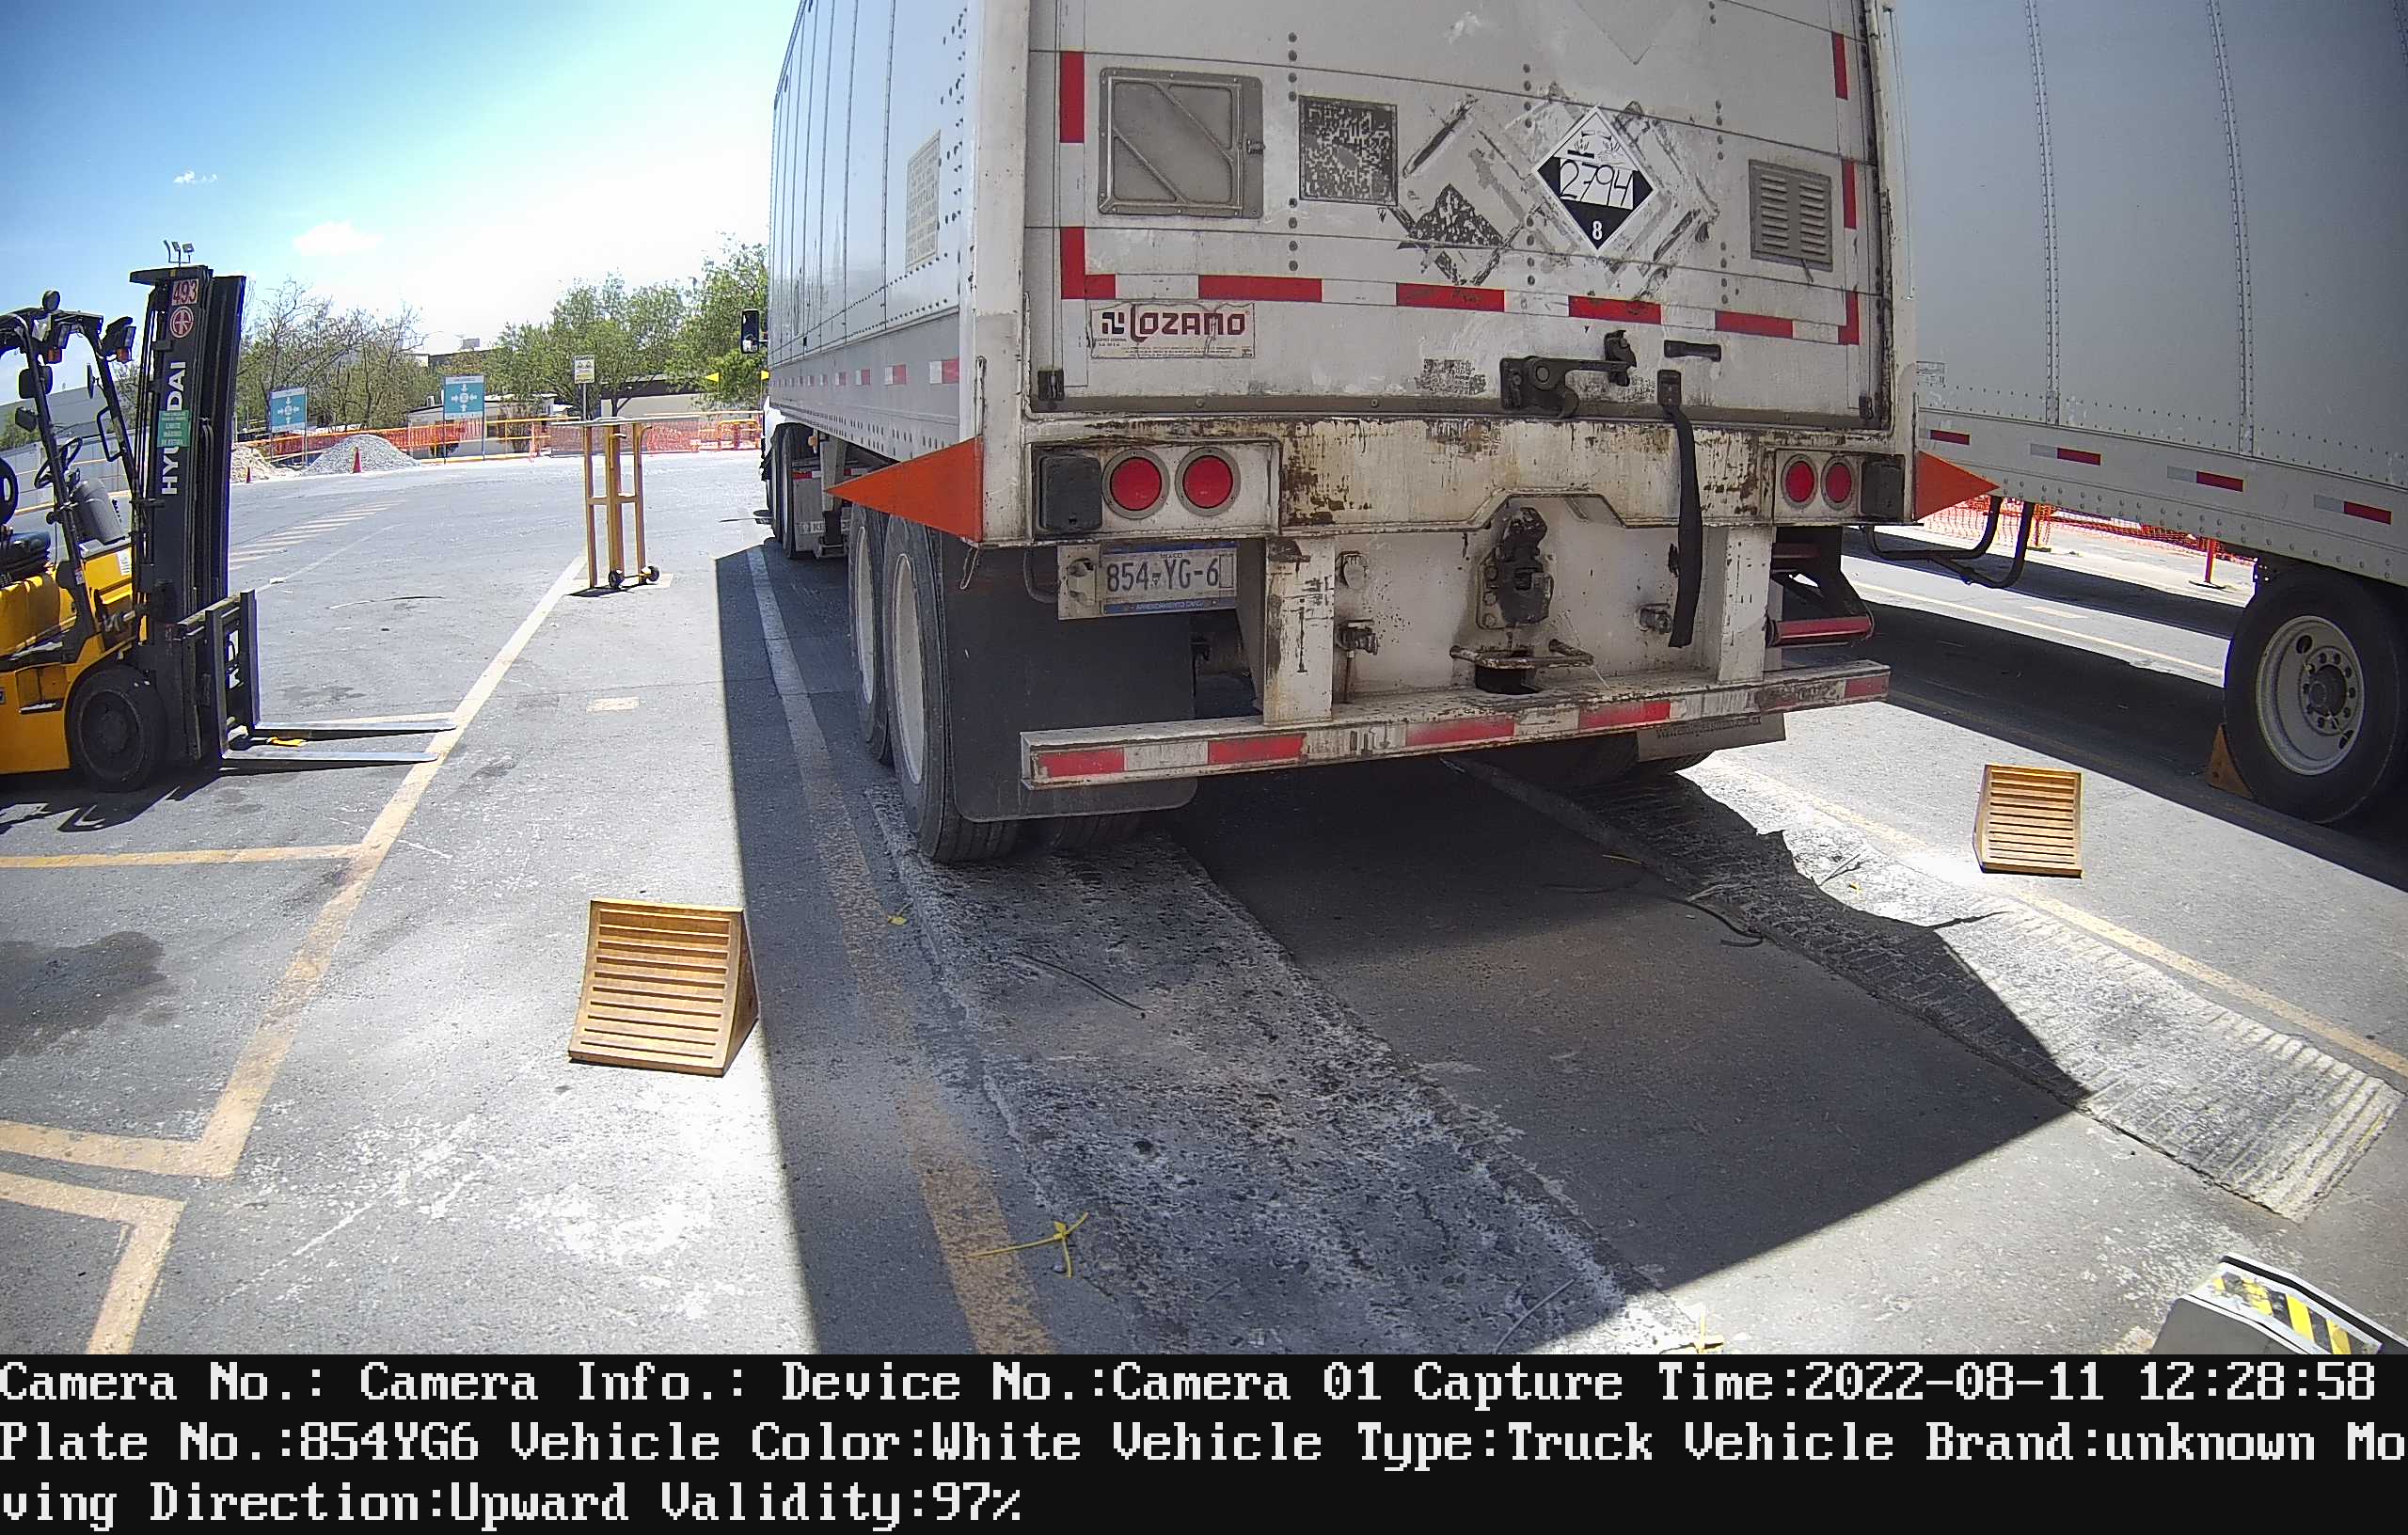 493
HYUNDAI
2794
8
LOZANO
MEXICO
854-YG-6
Camera No.: Camera Info.: Device No.:Camera 01 Capture Time:2022-08-11 12:28:58
Plate No.:854YG6 Vehicle Color:White Vehicle Type:Truck Vehicle Brand:unknown Mo
ving Direction:Upward Validity:97%